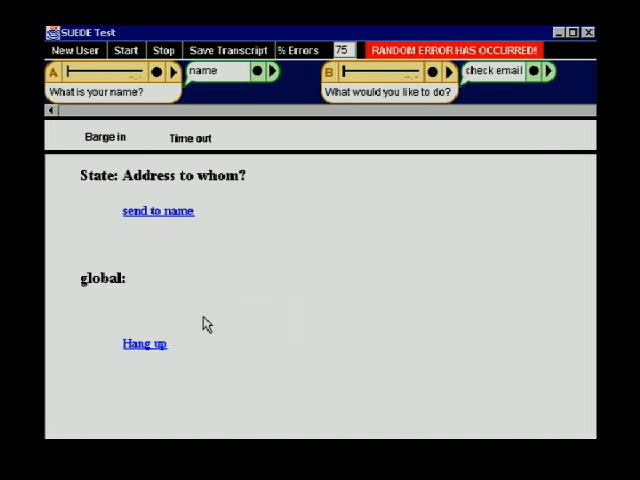 SUEDE Test
New User Start Stop Save Transcript % Errors 75 RANDOM ERROR HAS OCCURRED!
A name B check email
What is your name? What would you like to do?
Barge in Time out
State: Address to whom?
send to name
global:
Hang up